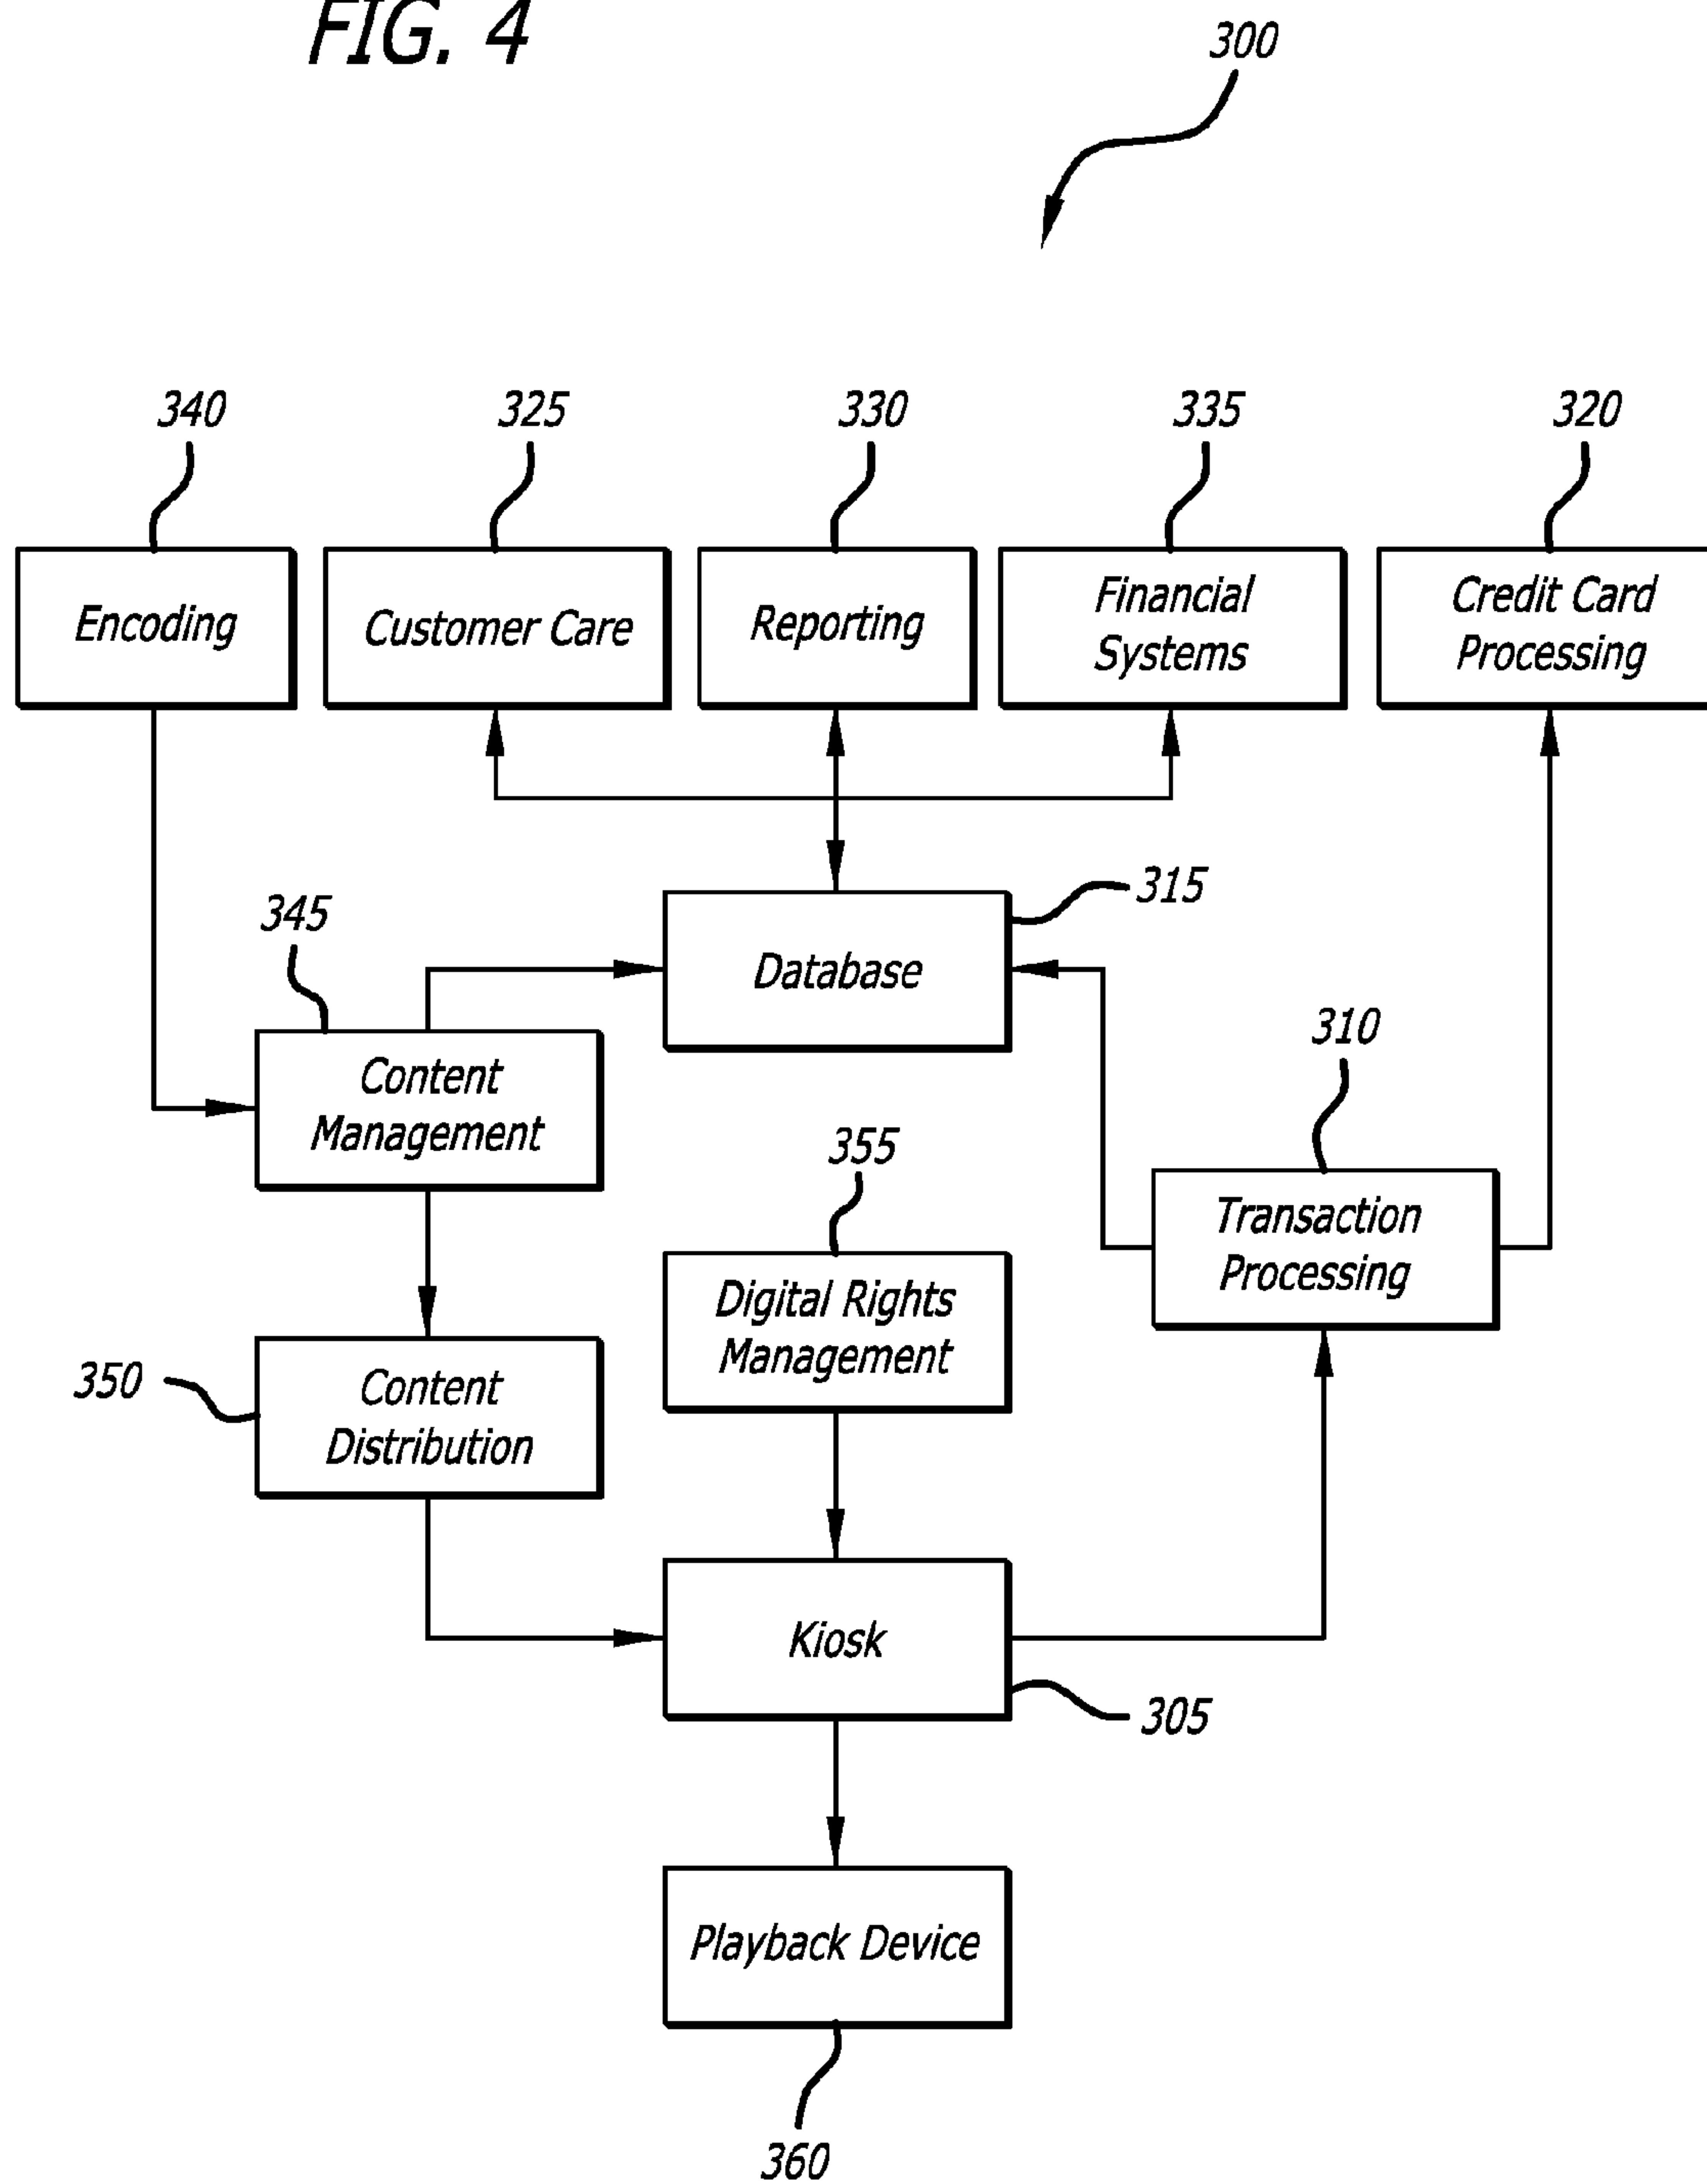 FIG. 4
300
340
325
330
335
320
Encoding
Customer Care
Reporting
Financial
Systems
Credit Card
Processing
315
345
Database
310
Content
Management
355
Transaction
Processing
Digital Rights
Management
350
Content
Distribution
Kiosk
305
Playback Device
360